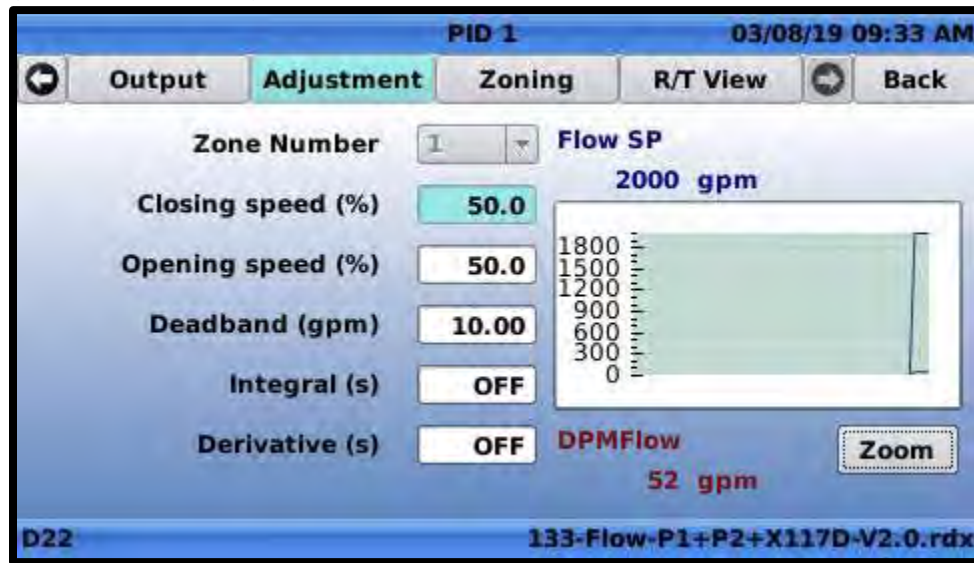 PID 1 03/08/19 09:33 AM
Output Adjustment Zoning R/T View Back
Zone Number 1
Flow SP
2000 gpm
Closing speed (%) 50.0
Opening speed (%) 50.0
Deadband (gpm) 10.00
Integral (s) OFF
Derivative (s) OFF
1800
1500
1200
900
600
300
0
DPMFlow
52 gpm
Zoom
D22 133-Flow-P1+P2+X117D-V2.0.rdx